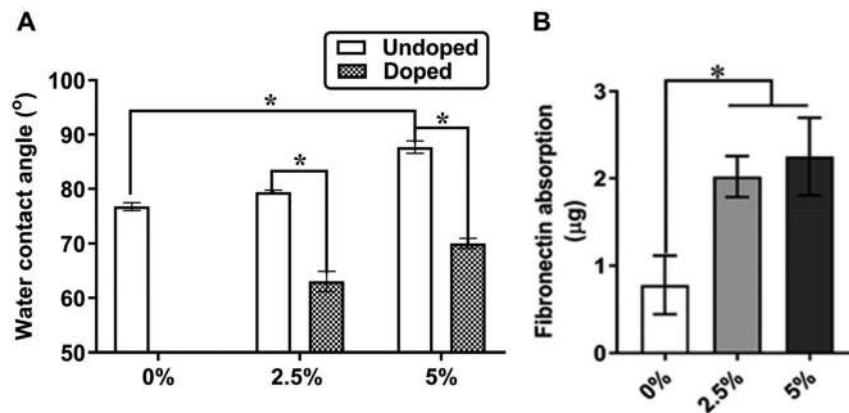 A
Undoped
Doped
Water contact angle (º)
100
90
80
70
60
50
*
*
*
0%
2.5%
5%
B
Fibronectin absorption
(µg)
3
2
1
0
*
0%
2.5%
5%